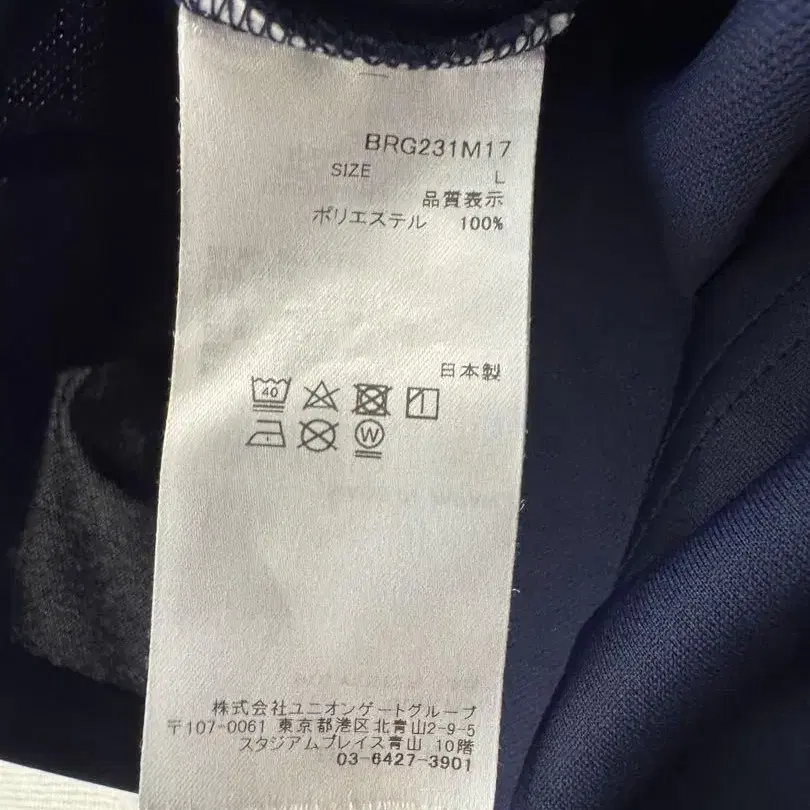 BRG231M17
SIZE L
品質表示
ポリエステル 100%
日本製
40
W
株式会社ユニオンゲートグループ
〒107-0061 東京都港区北青山2-9-5
スタジアムプレイス青山 10階
03-6427-3901